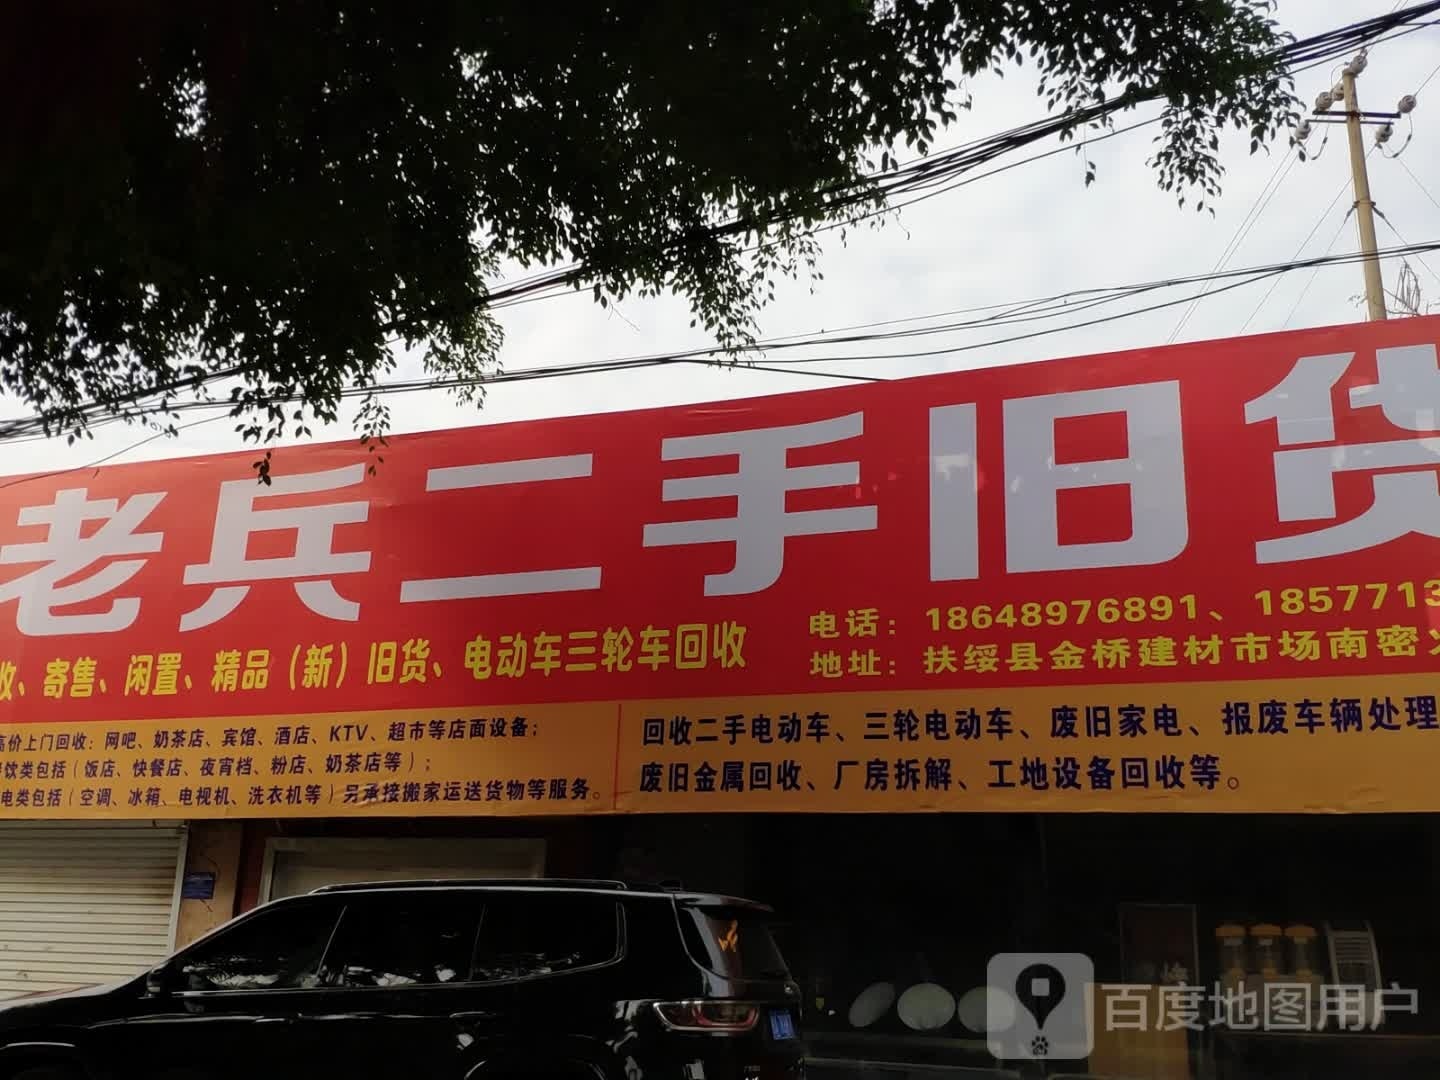 老兵二手旧货
收、寄售、闲置、精品（新）旧货、电动车三轮车回收
电话：18648976891、1857713
地址：扶绥县金桥建材市场南密
高价上门回收：网吧、奶茶店、宾馆、酒店、KTV、超市等店面设备；
饮类包括（饭店、快餐店、夜宵档、粉店、奶茶店等）；
电类包括（空调、冰箱、电视机、洗衣机等）另承接搬家运送货物等服务。
回收二手电动车、三轮电动车、废旧家电、报废车辆处理
废旧金属回收、厂房拆解、工地设备回收等。
百度地图用户